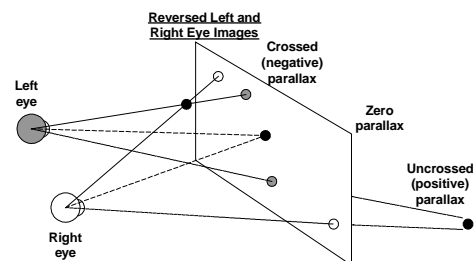 Reversed Left and
Right Eye Images
Crossed
(negative)
parallax
Left
eye
Zero
parallax
Uncrossed
(positive)
parallax
Right
eye